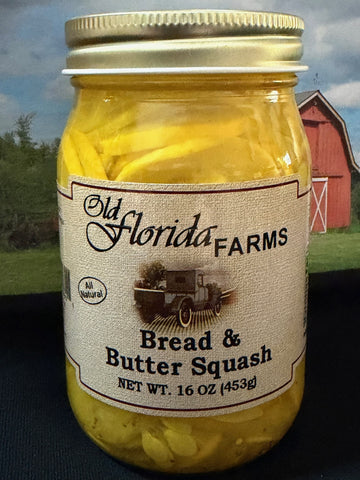 Old Florida FARMS
All
Natural
Bread &
Butter Squash
NET WT. 16 OZ (453g)